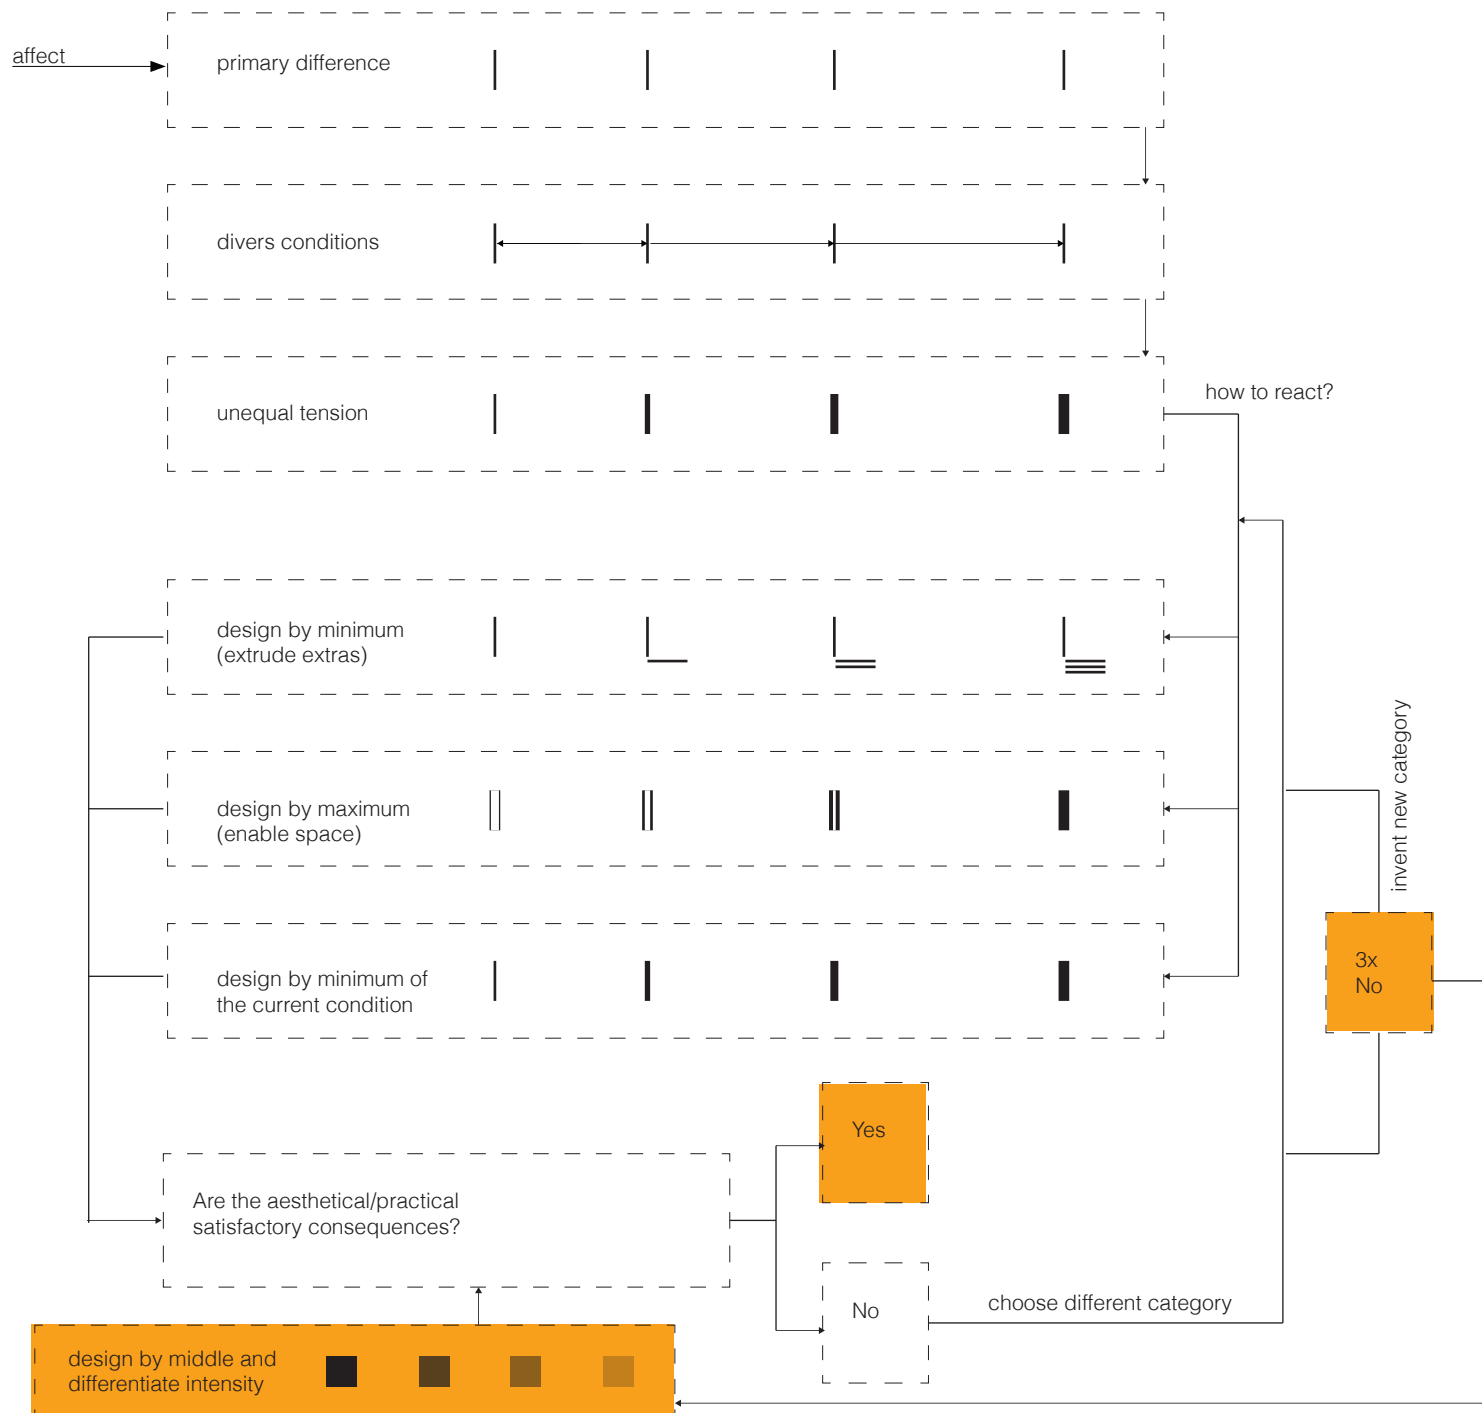 affect
primary difference
divers conditions
unequal tension
how to react?
design by minimum
(extrude extras)
design by maximum
(enable space)
invent new category
design by minimum of
the current condition
3x
No
Yes
Are the aesthetical/practical
satisfactory consequences?
No
choose different category
design by middle and
differentiate intensity